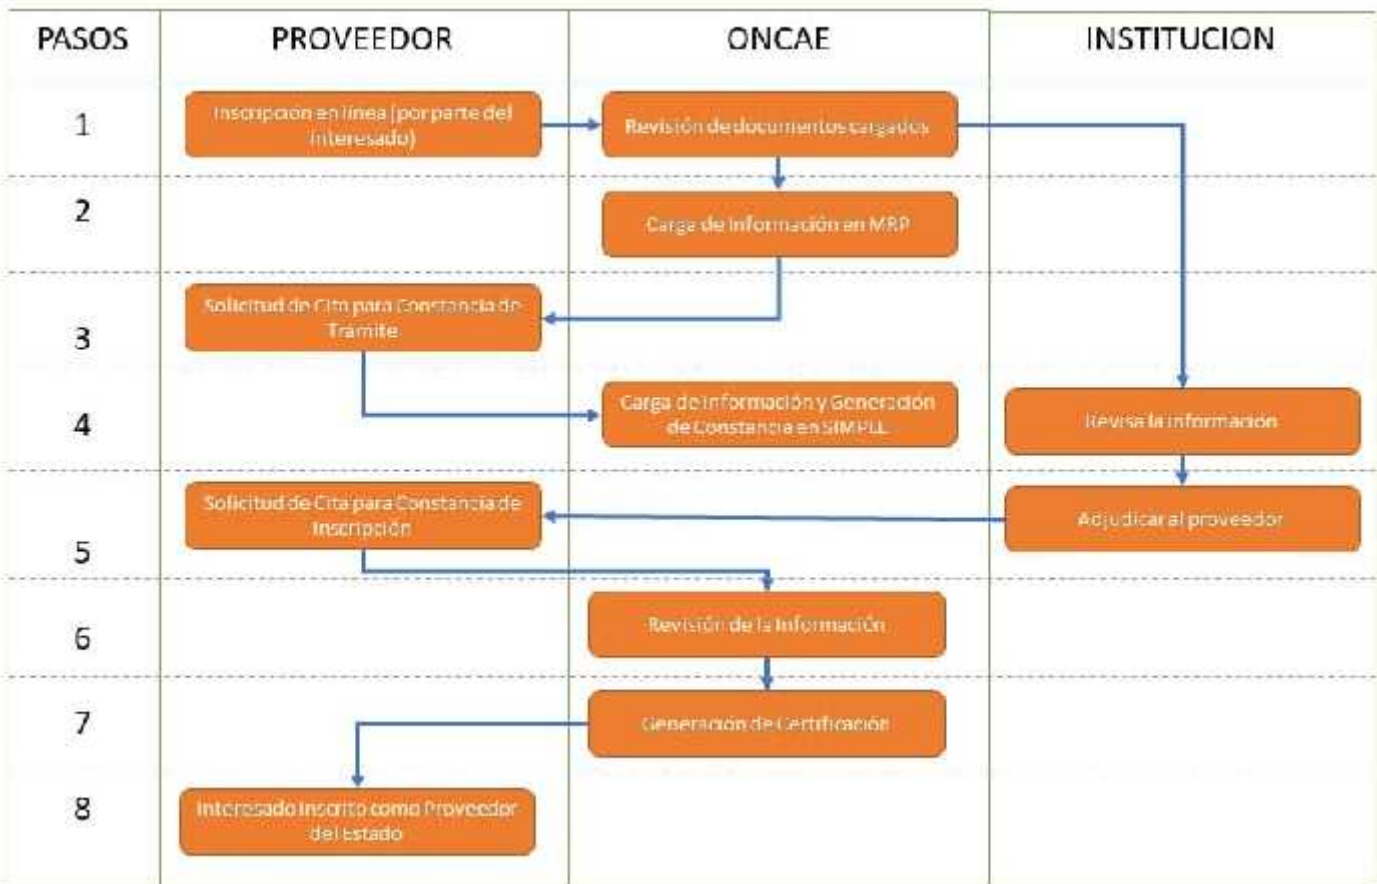 PASOS PROVEEDOR ONCAE INSTITUCION
1
Inscripción en línea (por parte del
interesado)
Revisión de documentos cargados
2
Carga de Información en MRP
3
Solicitud de Cita para Constancia de
Trámite
4
Carga de Información y Generación
de Constancia en
Revisa la información
5
Solicitud de Cita para Constancia de
Inscripción
Adjudicar al proveedor
6
Revisión de la Información
7
Generación de Certificación
8
Interesado Inscrito como Proveedor
del Estado